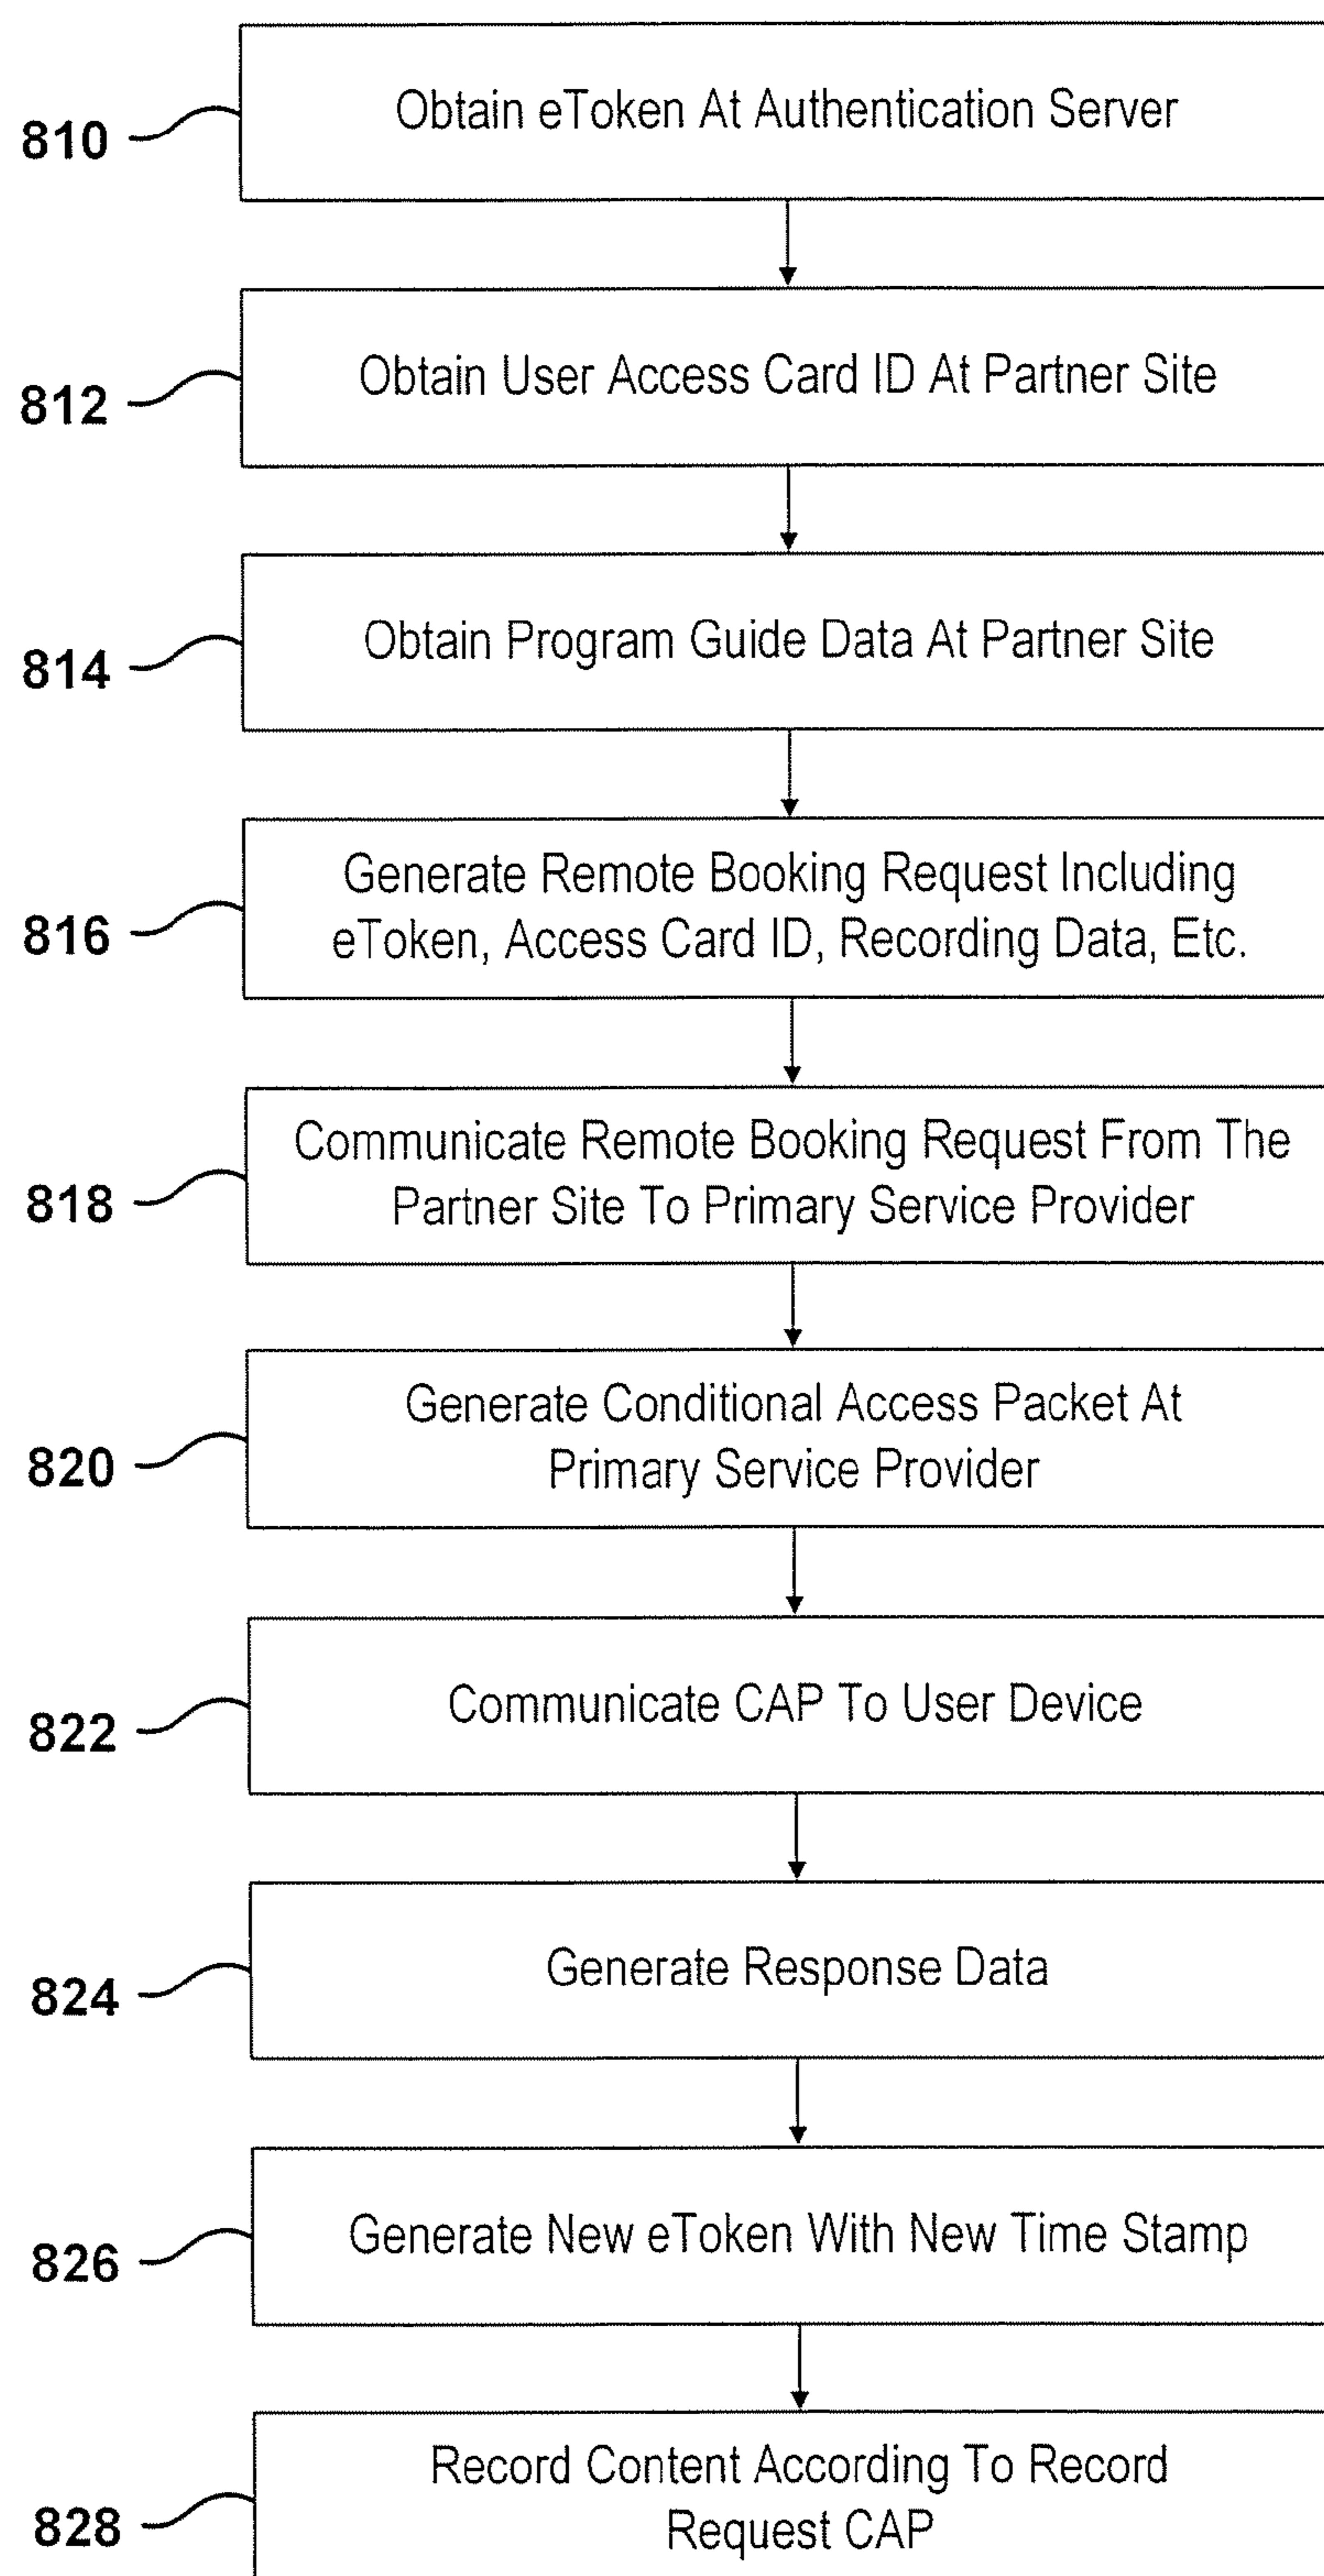 810
Obtain eToken At Authentication Server
812
Obtain User Access Card ID At Partner Site
814
Obtain Program Guide Data At Partner Site
816
Generate Remote Booking Request Including
eToken, Access Card ID, Recording Data, Etc.
818
Communicate Remote Booking Request From The
Partner Site To Primary Service Provider
820
Generate Conditional Access Packet At
Primary Service Provider
822
Communicate CAP To User Device
824
Generate Response Data
826
Generate New eToken With New Time Stamp
828
Record Content According To Record
Request CAP